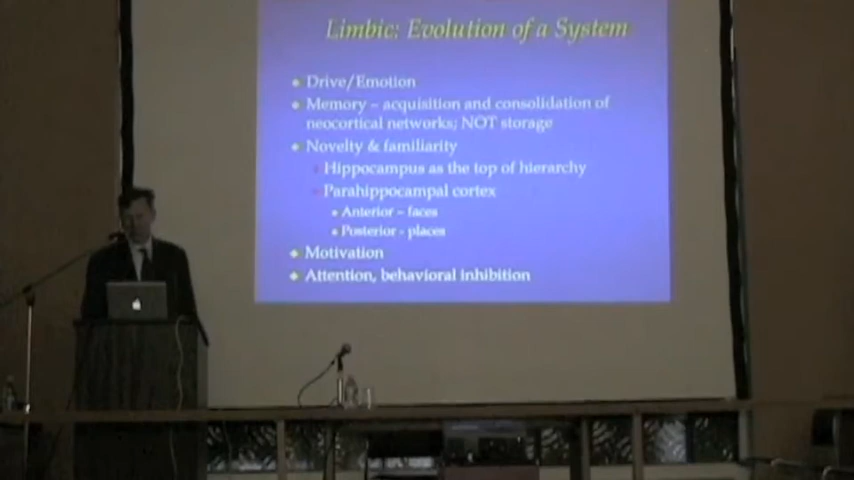 Limbic: Evolution of a System
Drive/Emotion
Memory – acquisition and consolidation of
neocortical networks; NOT storage
Novelty & familiarity
Hippocampus as the top of hierarchy
Parahippocampal cortex
Anterior – faces
Posterior - places
Motivation
Attention, behavioral inhibition